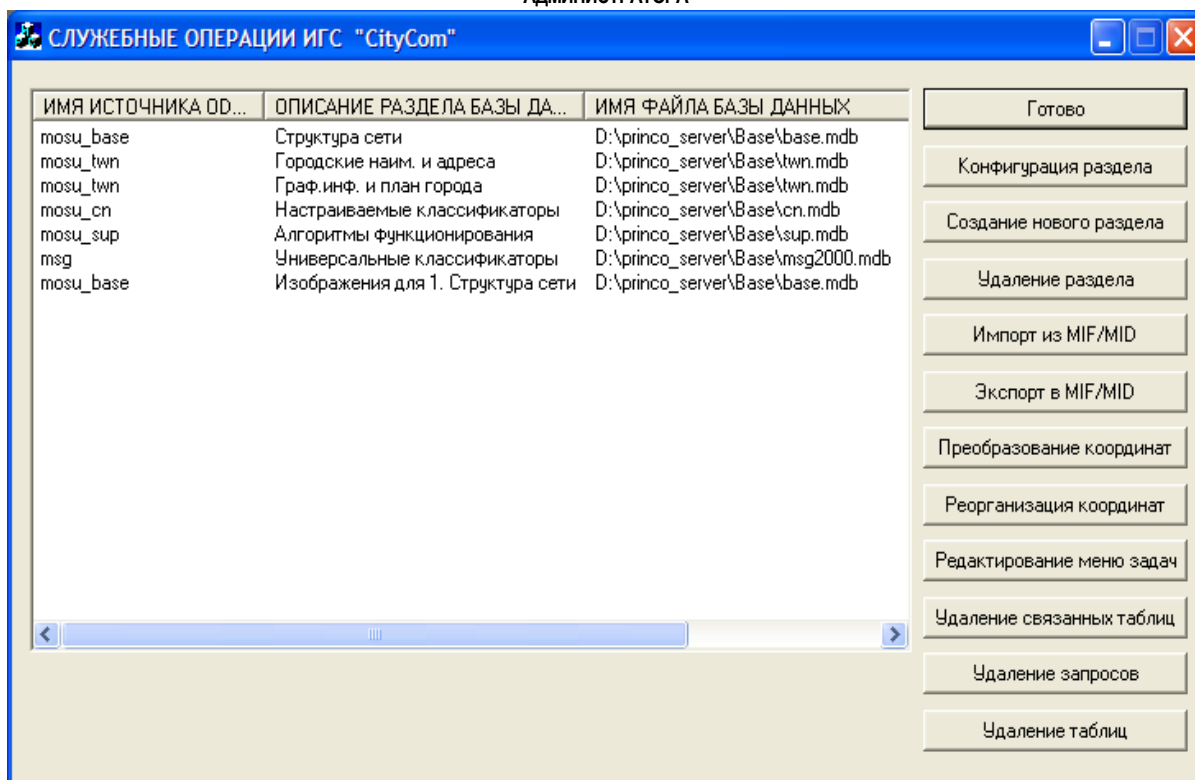 АДМИНИСТРАТОРА
СЛУЖЕБНЫЕ ОПЕРАЦИИ ИГС "CityCom"
ИМЯ ИСТОЧНИКА OD... ОПИСАНИЕ РАЗДЕЛА БАЗЫ ДА... ИМЯ ФАЙЛА БАЗЫ ДАННЫХ
mosu_base Структура сети D:\princo_server\Base\base.mdb
mosu_twn Городские наим. и адреса D:\princo_server\Base\twn.mdb
mosu_twn Граф.инф. и план города D:\princo_server\Base\twn.mdb
mosu_cn Настраиваемые классификаторы D:\princo_server\Base\cn.mdb
mosu_sup Алгоритмы функционирования D:\princo_server\Base\sup.mdb
msg Универсальные классификаторы D:\princo_server\Base\msg2000.mdb
mosu_base Изображения для 1. Структура сети D:\princo_server\Base\base.mdb
Готово
Конфигурация раздела
Создание нового раздела
Удаление раздела
Импорт из MIF/MID
Экспорт в MIF/MID
Преобразование координат
Реорганизация координат
Редактирование меню задач
Удаление связанных таблиц
Удаление запросов
Удаление таблиц